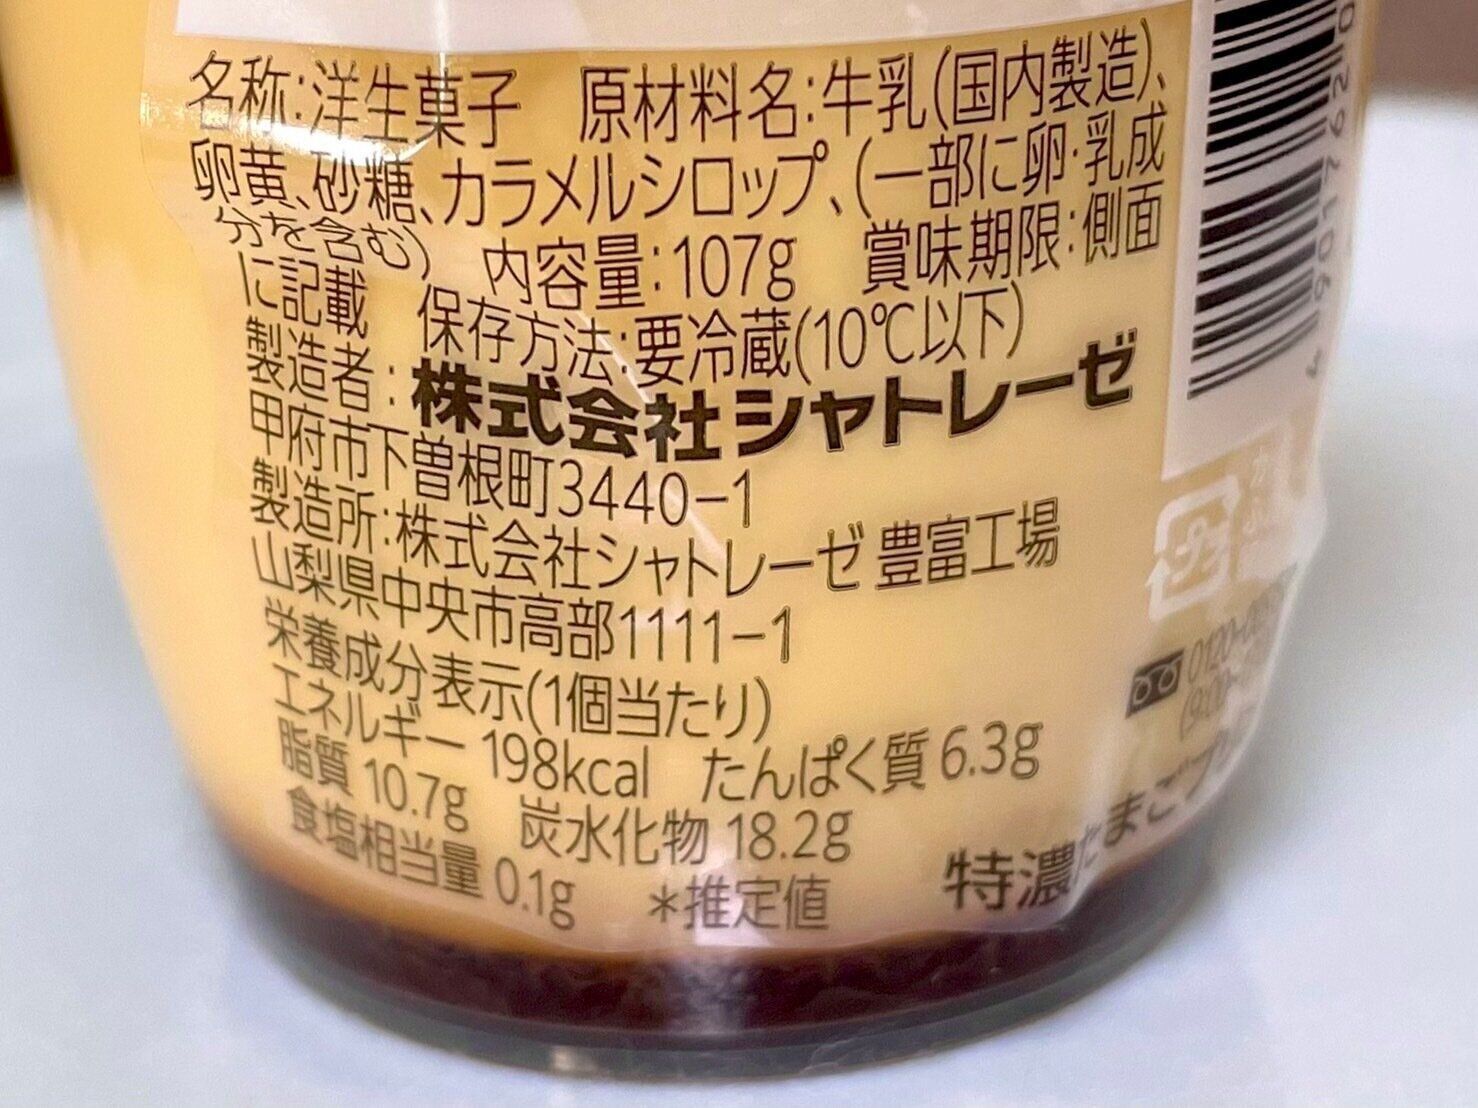 名称:洋生菓子 原材料名:牛乳(国内製造)、
卵黄、砂糖、カラメルシロップ、(一部に卵・乳成
分を含む) 内容量:107g 賞味期限:側面
に記載 保存方法:要冷蔵(10℃以下)
製造者:株式会社シャトレーゼ
甲府市下曽根町3440−1
製造所:株式会社シャトレーゼ 豊富工場
山梨県中央市高部1111−1
栄養成分表示(1個当たり)
エネルギー 198kcal たんぱく質 6.3g
脂質 10.7g 炭水化物 18.2g
食塩相当量 0.1g *推定値
特濃たまごプ
0120-
(9:00